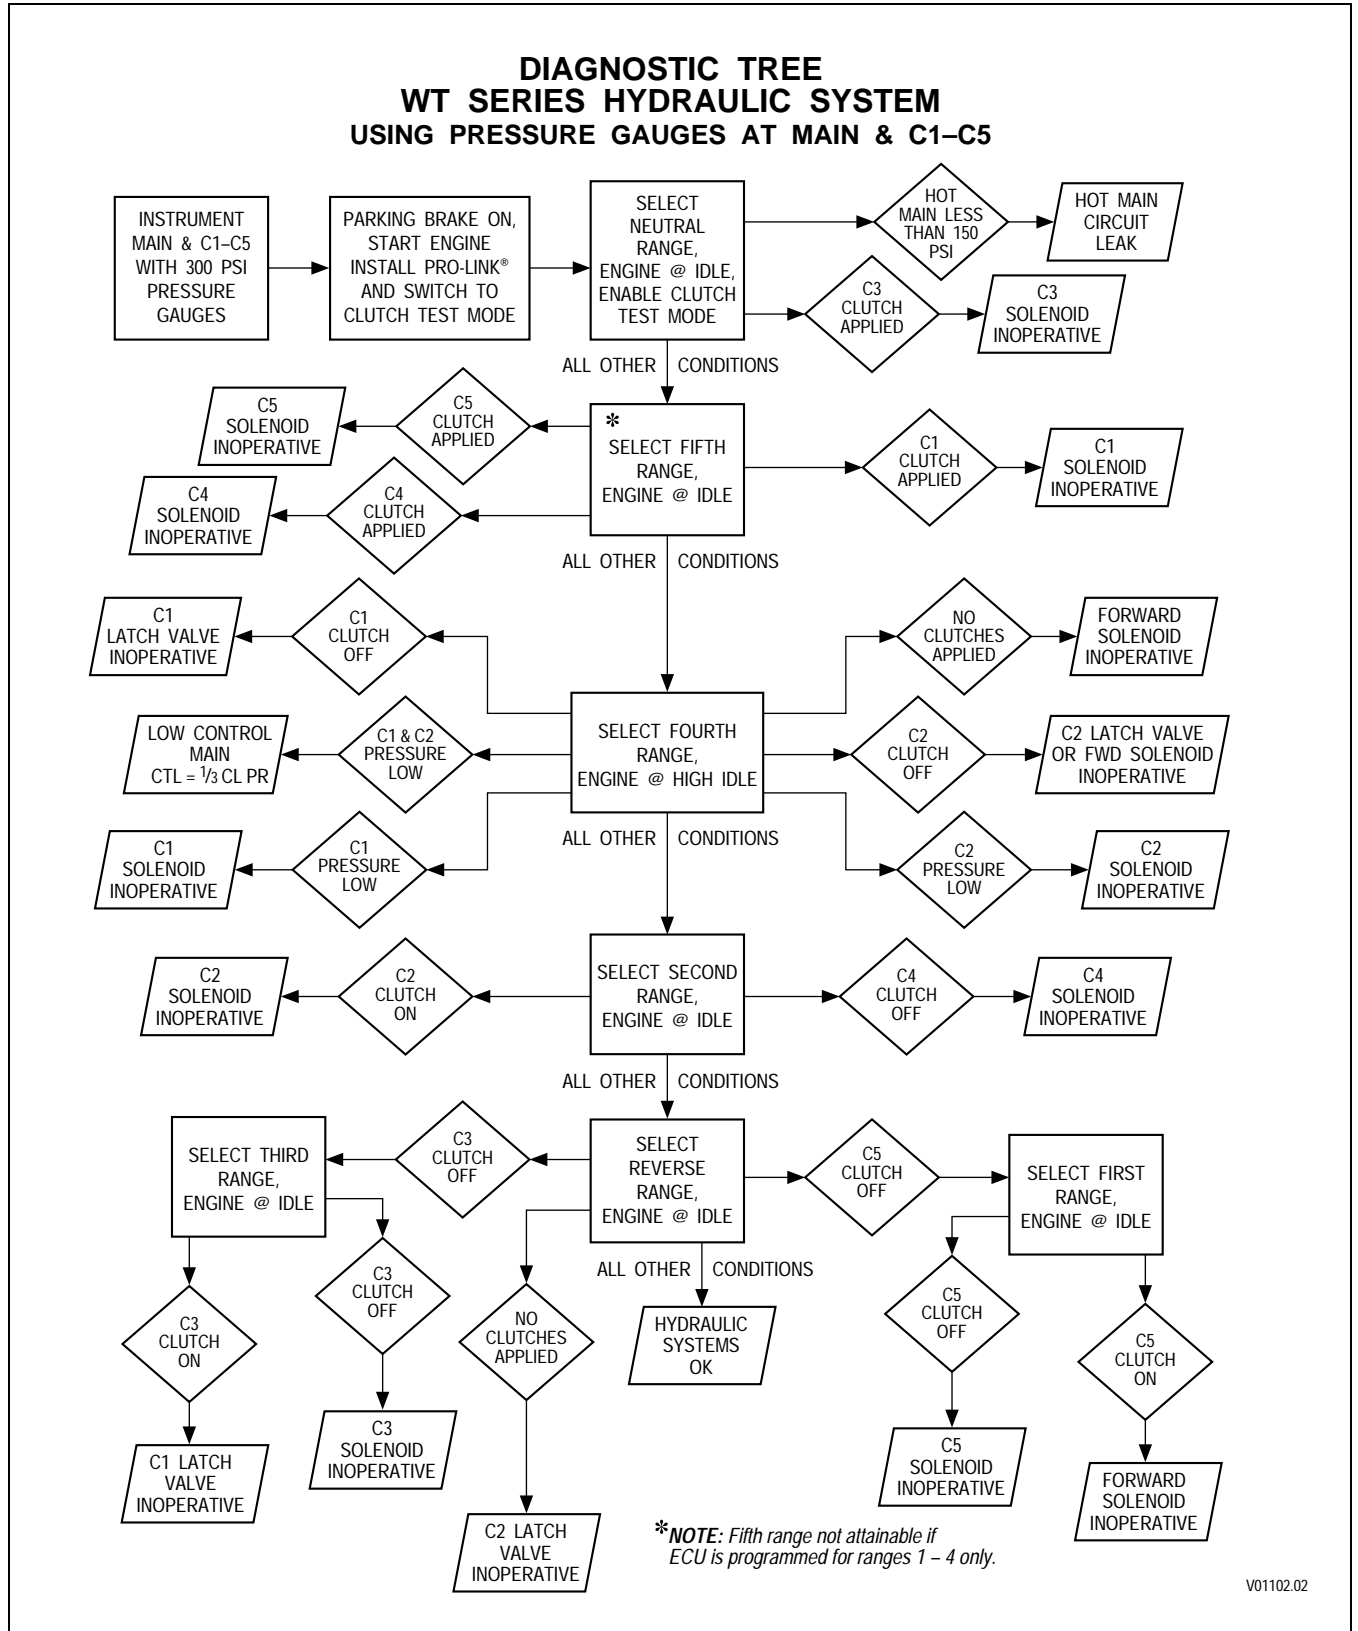 DIAGNOSTIC TREE
WT SERIES HYDRAULIC SYSTEM
USING PRESSURE GAUGES AT MAIN & C1–C5
INSTRUMENT
MAIN & C1–C5
WITH 300 PSI
PRESSURE
GAUGES
PARKING BRAKE ON,
START ENGINE
INSTALL PRO-LINK®
AND SWITCH TO
CLUTCH TEST MODE
SELECT
NEUTRAL
RANGE,
ENGINE @ IDLE,
ENABLE CLUTCH
TEST MODE
HOT
MAIN LESS
THAN 150
PSI
HOT MAIN
CIRCUIT
LEAK
C3
CLUTCH
APPLIED
C3
SOLENOID
INOPERATIVE
ALL OTHER CONDITIONS
C5
SOLENOID
INOPERATIVE
C5
CLUTCH
APPLIED
*
SELECT FIFTH
RANGE,
ENGINE @ IDLE
C1
CLUTCH
APPLIED
C1
SOLENOID
INOPERATIVE
C4
SOLENOID
INOPERATIVE
C4
CLUTCH
APPLIED
ALL OTHER CONDITIONS
C1
LATCH VALVE
INOPERATIVE
C1
CLUTCH
OFF
NO
CLUTCHES
APPLIED
FORWARD
SOLENOID
INOPERATIVE
LOW CONTROL
MAIN
CTL = 1/3 CL PR
C1 & C2
PRESSURE
LOW
SELECT FOURTH
RANGE,
ENGINE @ HIGH IDLE
C2
CLUTCH
OFF
C2 LATCH VALVE
OR FWD SOLENOID
INOPERATIVE
C1
SOLENOID
INOPERATIVE
C1
PRESSURE
LOW
ALL OTHER CONDITIONS
C2
PRESSURE
LOW
C2
SOLENOID
INOPERATIVE
C2
SOLENOID
INOPERATIVE
C2
CLUTCH
ON
SELECT SECOND
RANGE,
ENGINE @ IDLE
C4
CLUTCH
OFF
C4
SOLENOID
INOPERATIVE
ALL OTHER CONDITIONS
SELECT THIRD
RANGE,
ENGINE @ IDLE
C3
CLUTCH
OFF
SELECT
REVERSE
RANGE,
ENGINE @ IDLE
C5
CLUTCH
OFF
SELECT FIRST
RANGE,
ENGINE @ IDLE
ALL OTHER CONDITIONS
C3
CLUTCH
ON
C3
CLUTCH
OFF
NO
CLUTCHES
APPLIED
HYDRAULIC
SYSTEMS
OK
C5
CLUTCH
OFF
C5
CLUTCH
ON
C1 LATCH
VALVE
INOPERATIVE
C3
SOLENOID
INOPERATIVE
C2 LATCH
VALVE
INOPERATIVE
C5
SOLENOID
INOPERATIVE
FORWARD
SOLENOID
INOPERATIVE
*NOTE: Fifth range not attainable if
ECU is programmed for ranges 1 – 4 only.
V01102.02